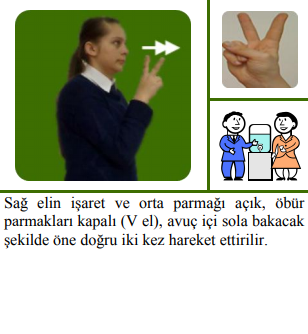 Sağ elin işaret ve orta parmağı açık, öbür
parmakları kapalı (V el), avuç içi sola bakacak
şekilde öne doğru iki kez hareket ettirilir.